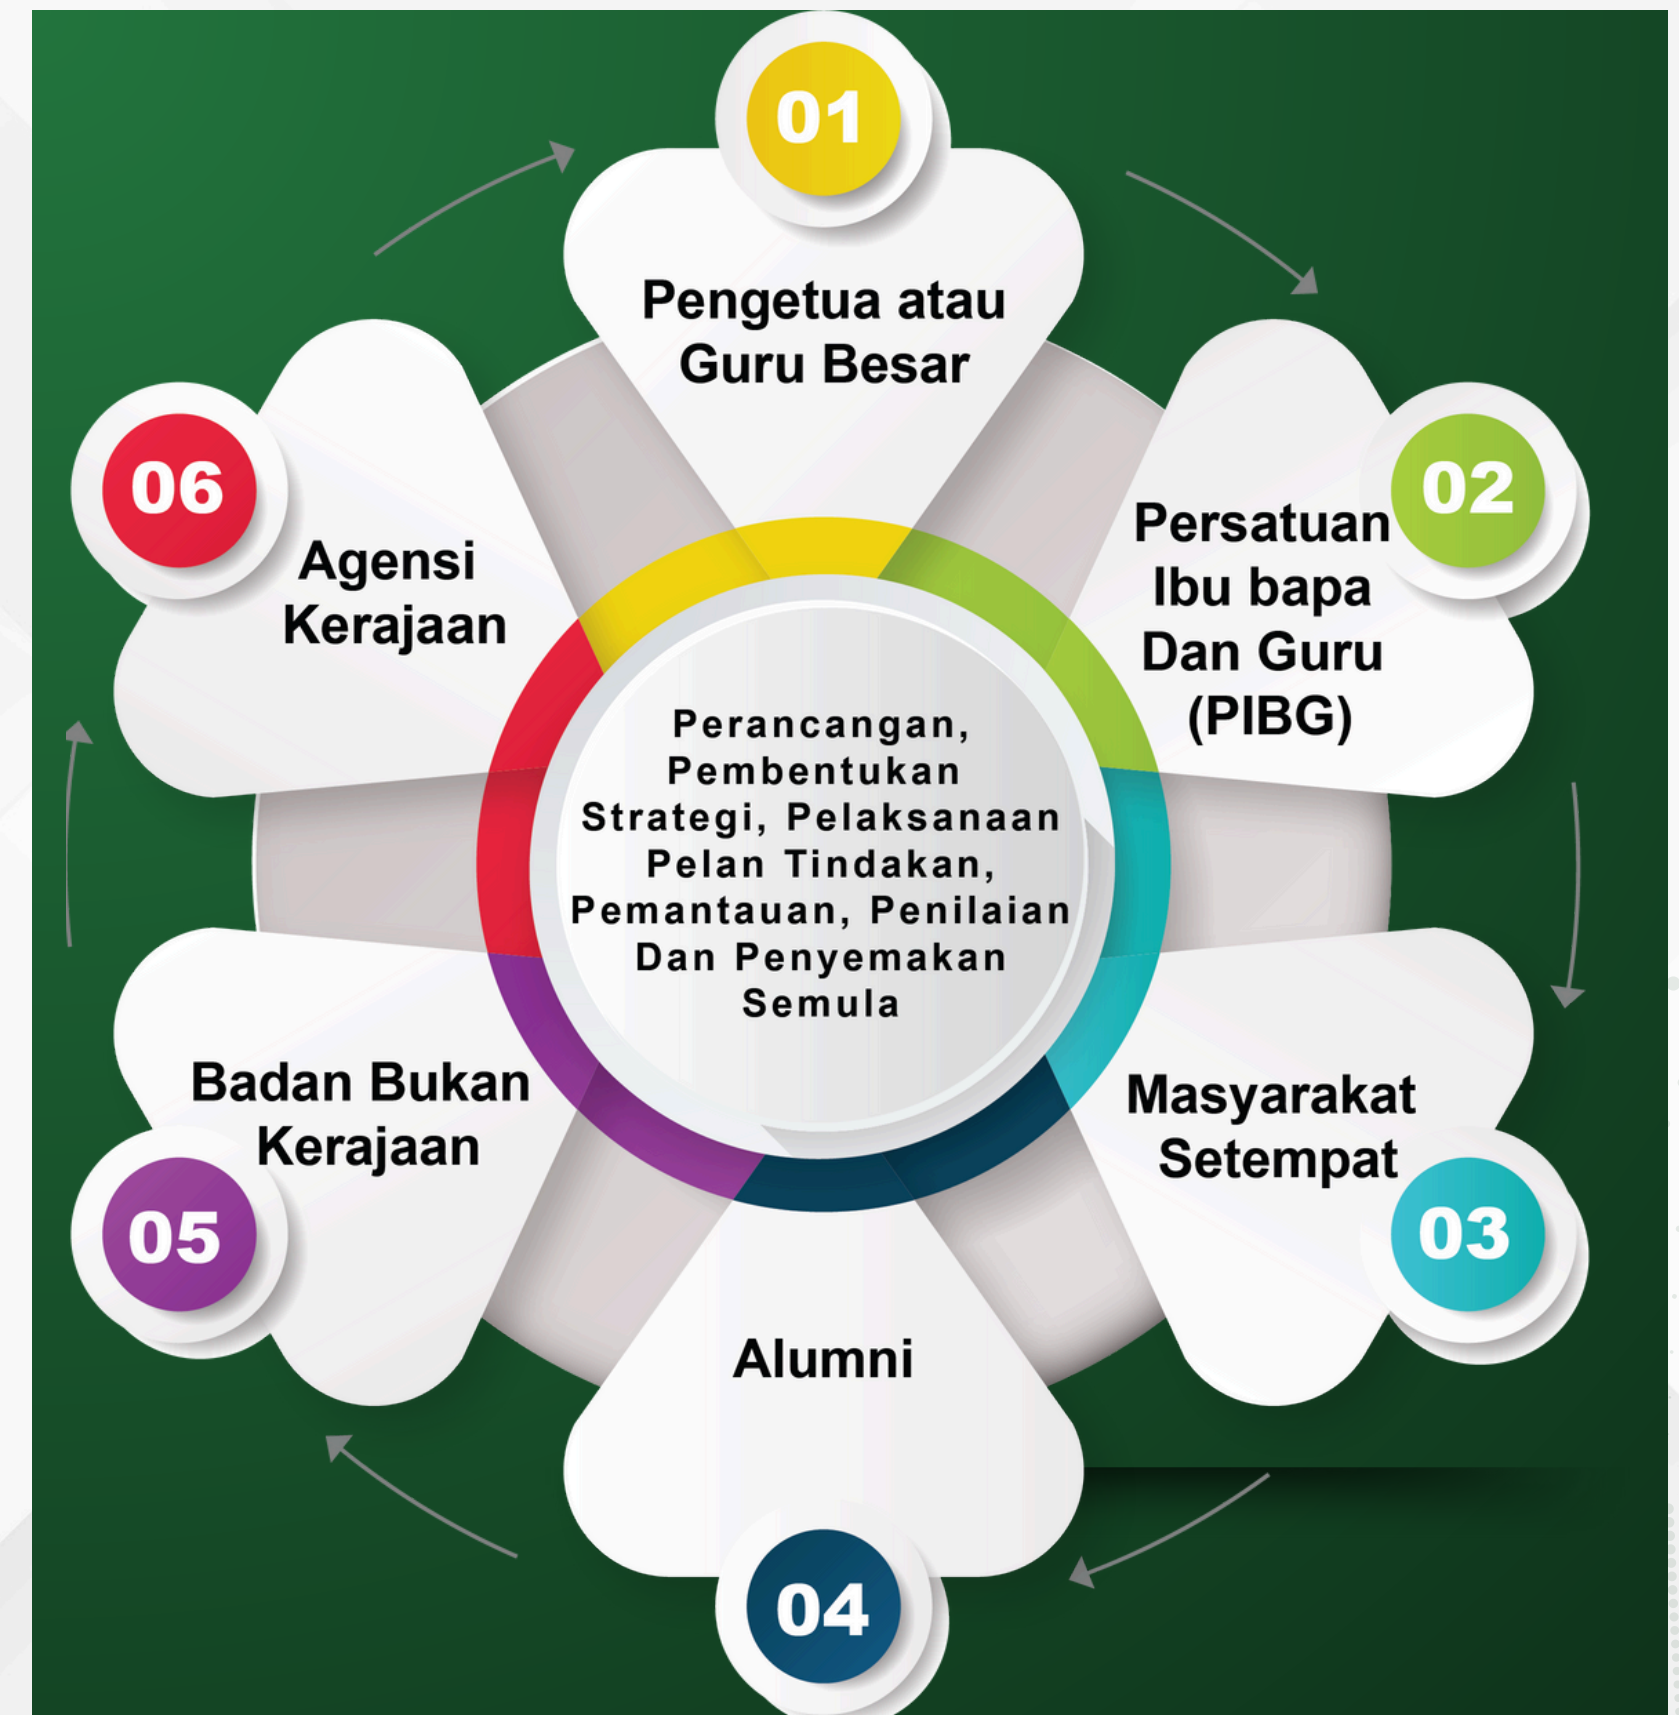 01
Pengetua atau
Guru Besar
02
Persatuan
Ibu bapa
Dan Guru
(PIBG)
03
Masyarakat
Setempat
04
Alumni
05
Badan Bukan
Kerajaan
06
Agensi
Kerajaan
Perancangan,
Pembentukan
Strategi, Pelaksanaan
Pelan Tindakan,
Pemantauan, Penilaian
Dan Penyemakan
Semula